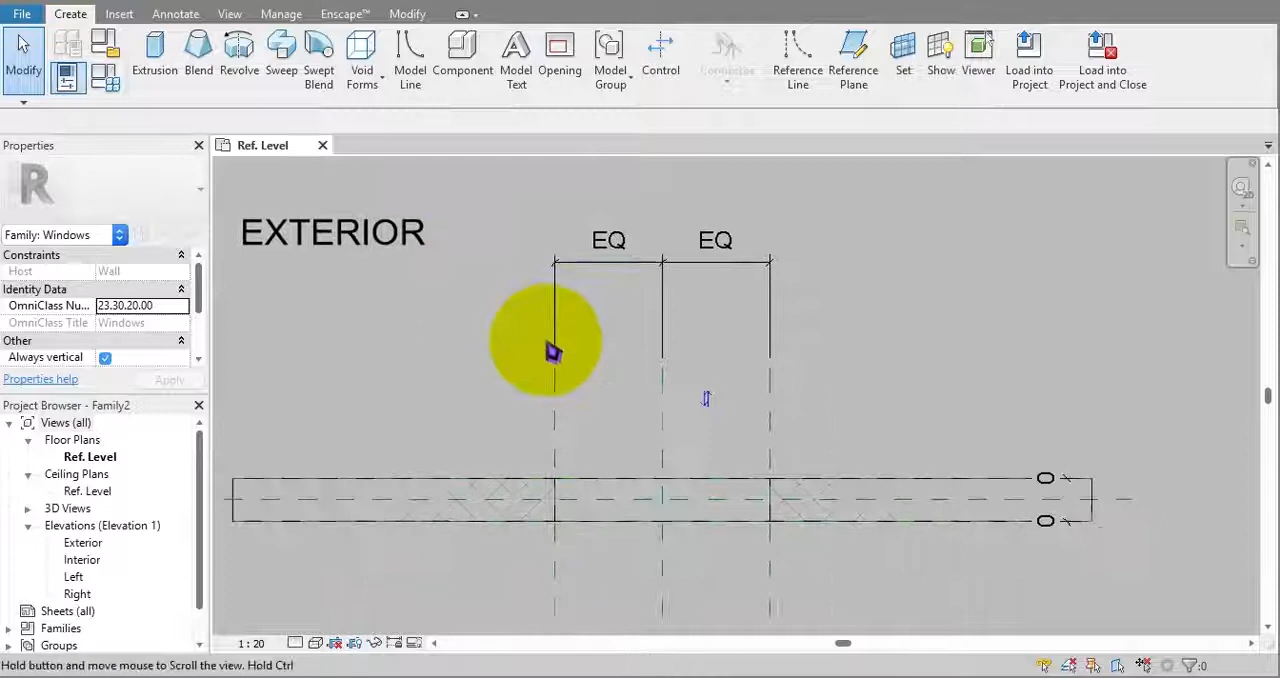 File Create Insert Annotate View Manage Enscape™ Modify
Modify Extrusion Blend Revolve Sweep Swept Blend Void Forms Model Line Component Model Text Opening Model Group Control Connector Reference Line Reference Plane Set Show Viewer Load into Project Load into Project and Close
Properties
Ref. Level
R
Family: Windows
Constraints
Host Wall
Identity Data
OmniClass Nu... 23.30.20.00
OmniClass Title Windows
Other
Always vertical
Properties help Apply
Project Browser - Family2
Views (all)
Floor Plans
Ref. Level
Ceiling Plans
Ref. Level
3D Views
Elevations (Elevation 1)
Exterior
Interior
Left
Right
Sheets (all)
Families
Groups
EXTERIOR
EQ EQ
1 : 20
Hold button and move mouse to Scroll the view. Hold Ctrl
:0